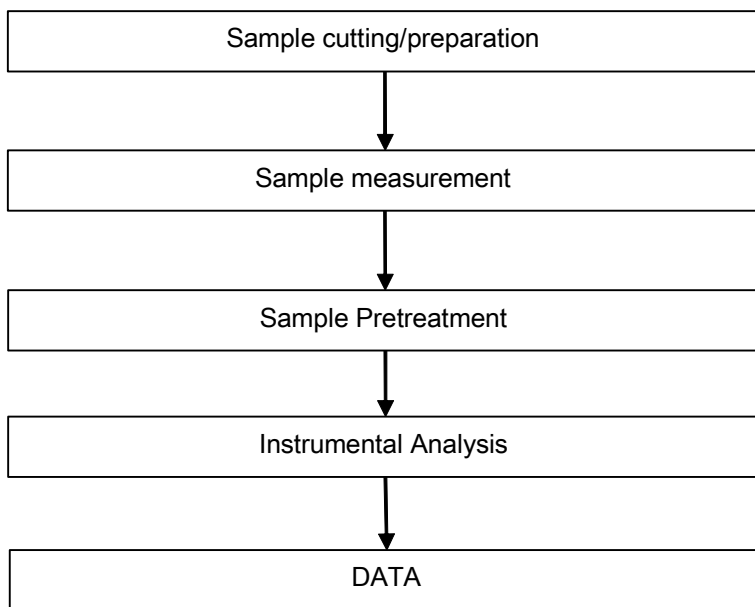 Sample cutting/preparation
Sample measurement
Sample Pretreatment
Instrumental Analysis
DATA